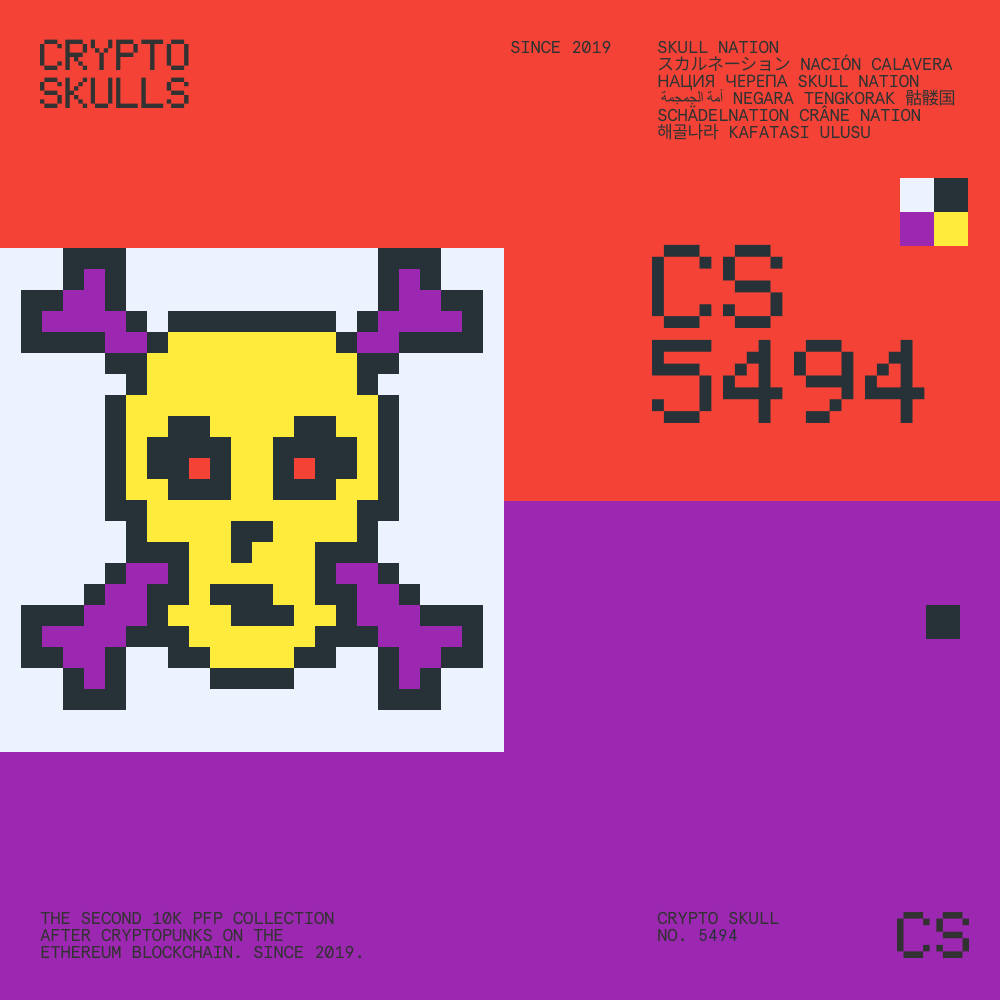 CRYPTO
SKULLS
SINCE 2019
SKULL NATION
スカルネーション NACIÓN CALAVERA
НАЦИЯ ЧЕРЕПА SKULL NATION
أمة الجمجمة NEGARA TENGKORAK 骷髅国
SCHÄDELNATION CRÂNE NATION
해골나라 KAFATASI ULUSU
CS
5494
THE SECOND 10K PFP COLLECTION
AFTER CRYPTOPUNKS ON THE
ETHEREUM BLOCKCHAIN. SINCE 2019.
CRYPTO SKULL
NO. 5494
CS